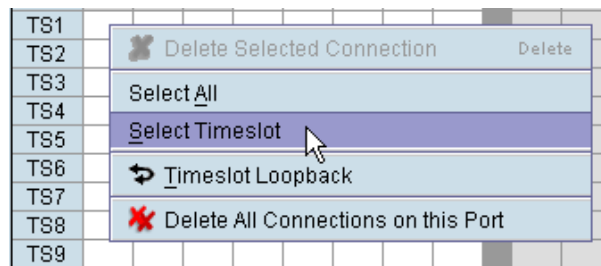 TS1
TS2
TS3
TS4
TS5
TS6
TS7
TS8
TS9
Delete Selected Connection Delete
Select All
Select Timeslot
Timeslot Loopback
Delete All Connections on this Port